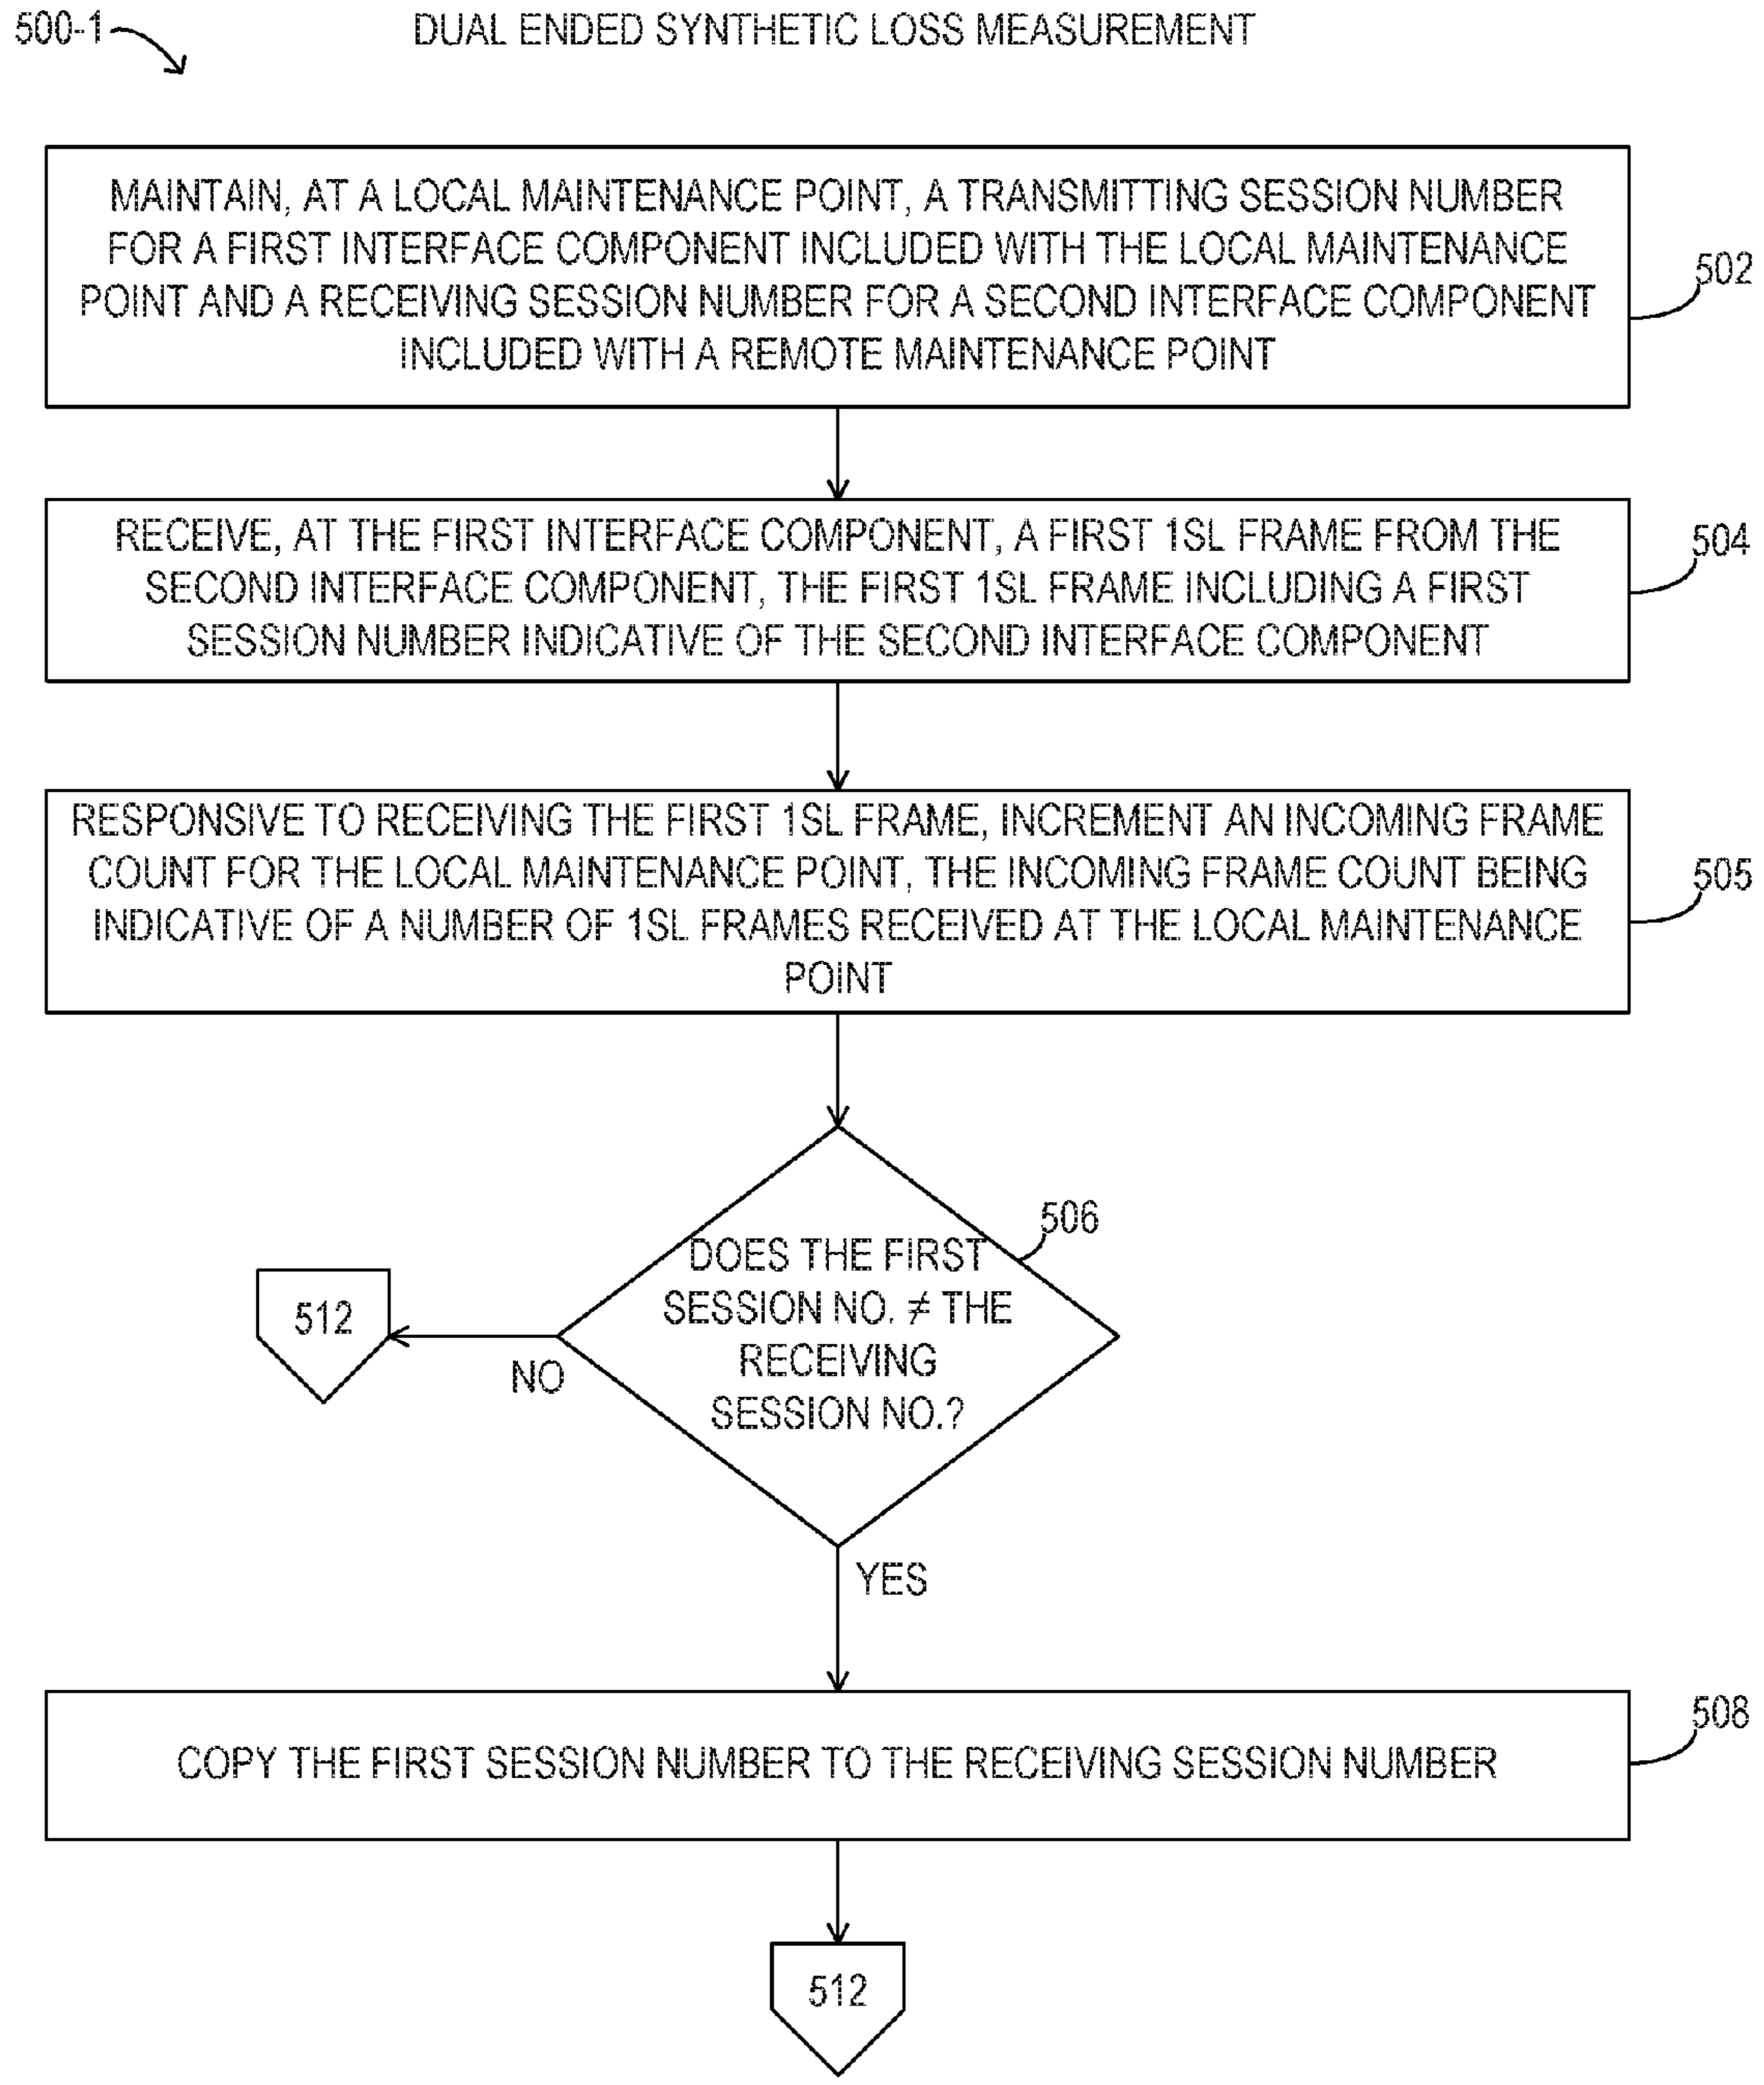 500-1
DUAL ENDED SYNTHETIC LOSS MEASUREMENT
MAINTAIN, AT A LOCAL MAINTENANCE POINT, A TRANSMITTING SESSION NUMBER
FOR A FIRST INTERFACE COMPONENT INCLUDED WITH THE LOCAL MAINTENANCE
POINT AND A RECEIVING SESSION NUMBER FOR A SECOND INTERFACE COMPONENT
INCLUDED WITH A REMOTE MAINTENANCE POINT
502
RECEIVE, AT THE FIRST INTERFACE COMPONENT, A FIRST 1SL FRAME FROM THE
SECOND INTERFACE COMPONENT, THE FIRST 1SL FRAME INCLUDING A FIRST
SESSION NUMBER INDICATIVE OF THE SECOND INTERFACE COMPONENT
504
RESPONSIVE TO RECEIVING THE FIRST 1SL FRAME, INCREMENT AN INCOMING FRAME
COUNT FOR THE LOCAL MAINTENANCE POINT, THE INCOMING FRAME COUNT BEING
INDICATIVE OF A NUMBER OF 1SL FRAMES RECEIVED AT THE LOCAL MAINTENANCE
POINT
505
506
DOES THE FIRST
SESSION NO. ≠ THE
RECEIVING
SESSION NO.?
512
NO
YES
COPY THE FIRST SESSION NUMBER TO THE RECEIVING SESSION NUMBER
508
512